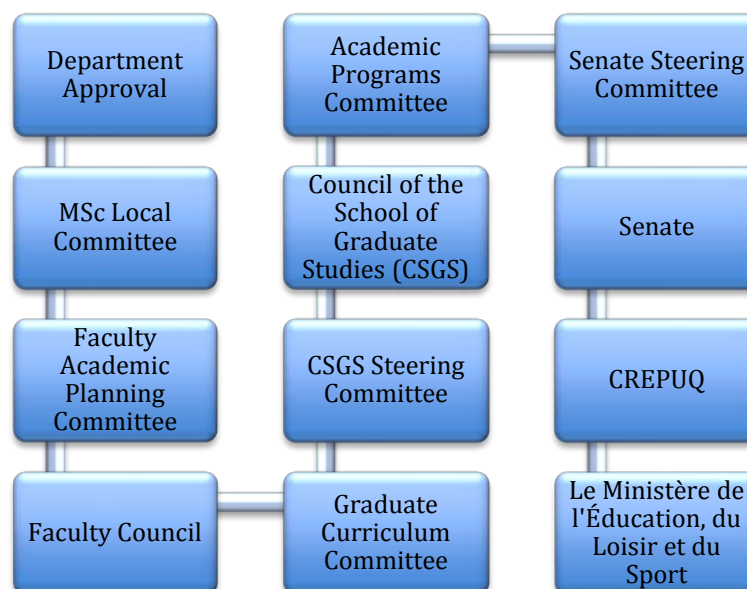 Department
Approval
MSc Local
Committee
Faculty
Academic
Planning
Committee
Faculty Council
Graduate
Curriculum
Committee
CSGS Steering
Committee
Council of the
School of
Graduate
Studies (CSGS)
Academic
Programs
Committee
Senate Steering
Committee
Senate
CREPUQ
Le Ministère de
l'Éducation, du
Loisir et du
Sport